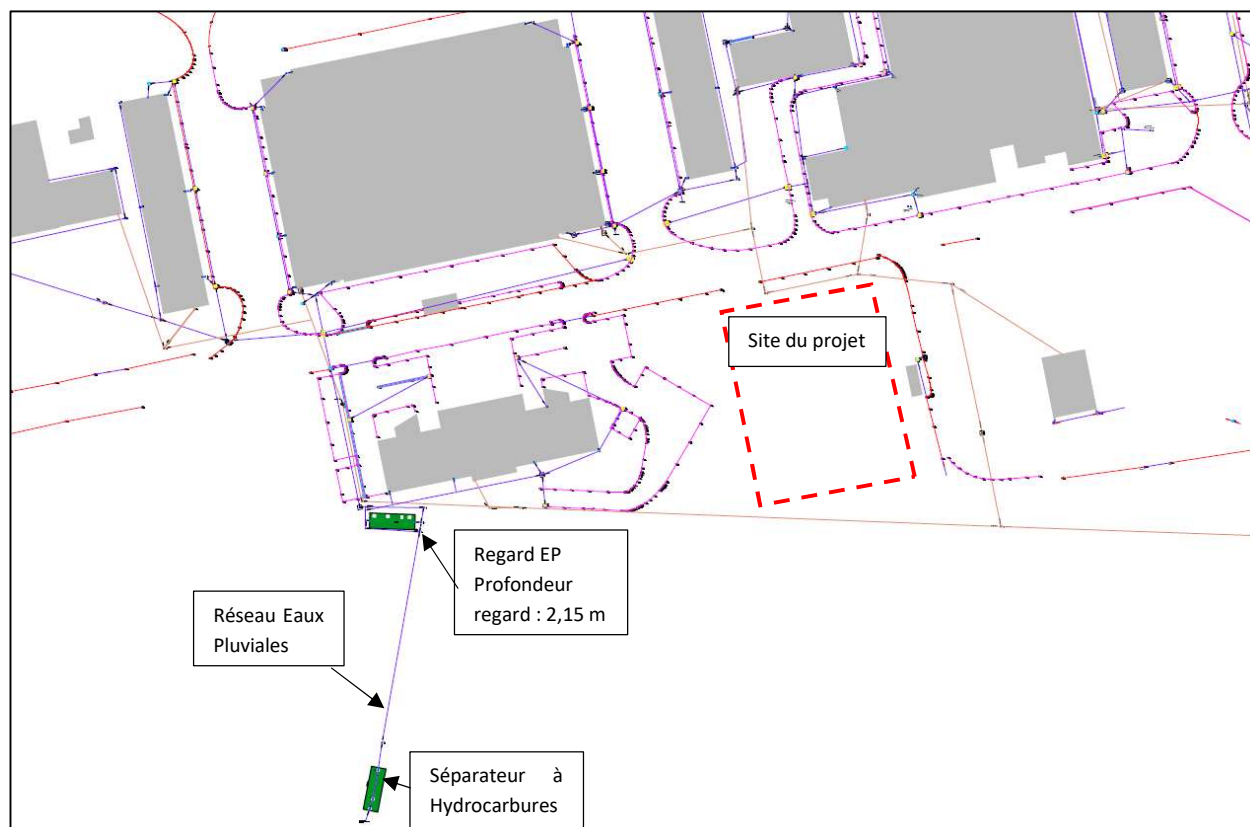 Site du projet
Regard EP
Profondeur
regard : 2,15 m
Réseau Eaux
Pluviales
Séparateur à
Hydrocarbures